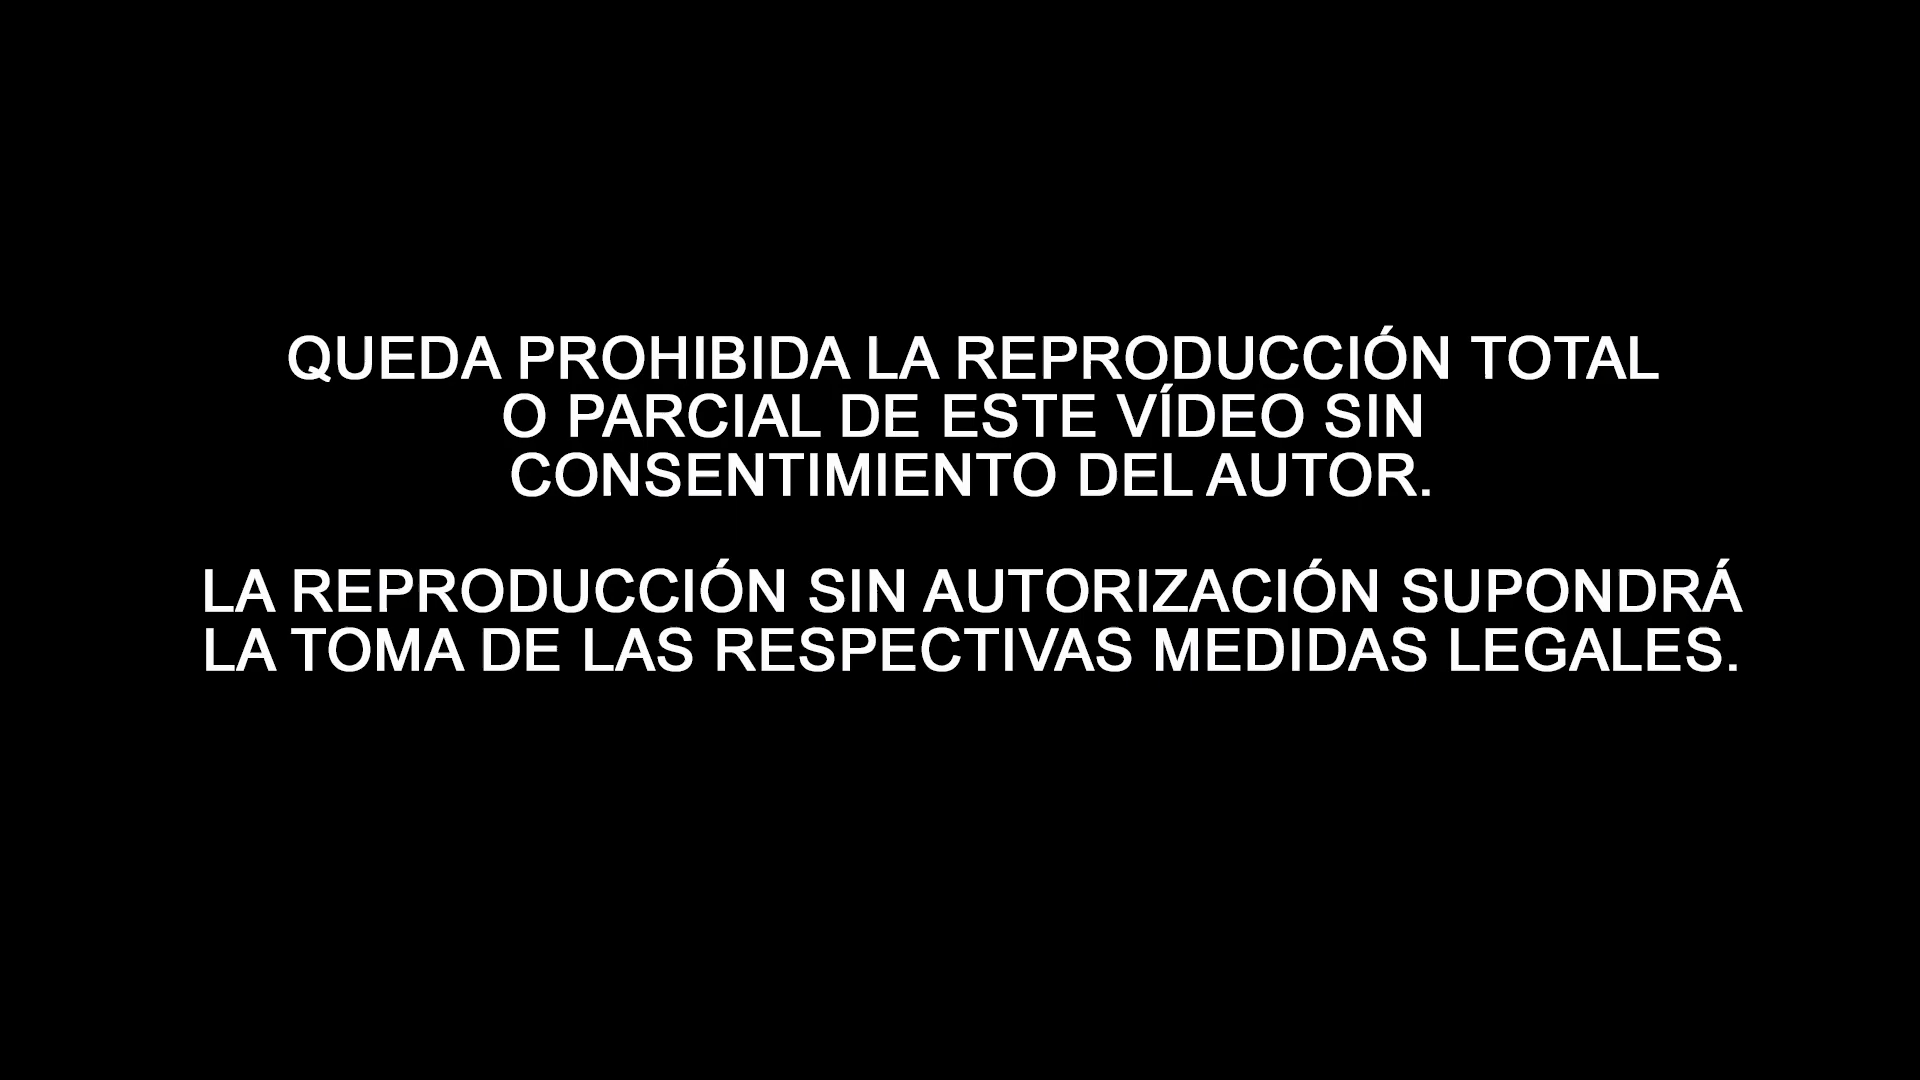 QUEDA PROHIBIDA LA REPRODUCCIÓN TOTAL
O PARCIAL DE ESTE VÍDEO SIN
CONSENTIMIENTO DEL AUTOR.
LA REPRODUCCIÓN SIN AUTORIZACIÓN SUPONDRÁ
LA TOMA DE LAS RESPECTIVAS MEDIDAS LEGALES.